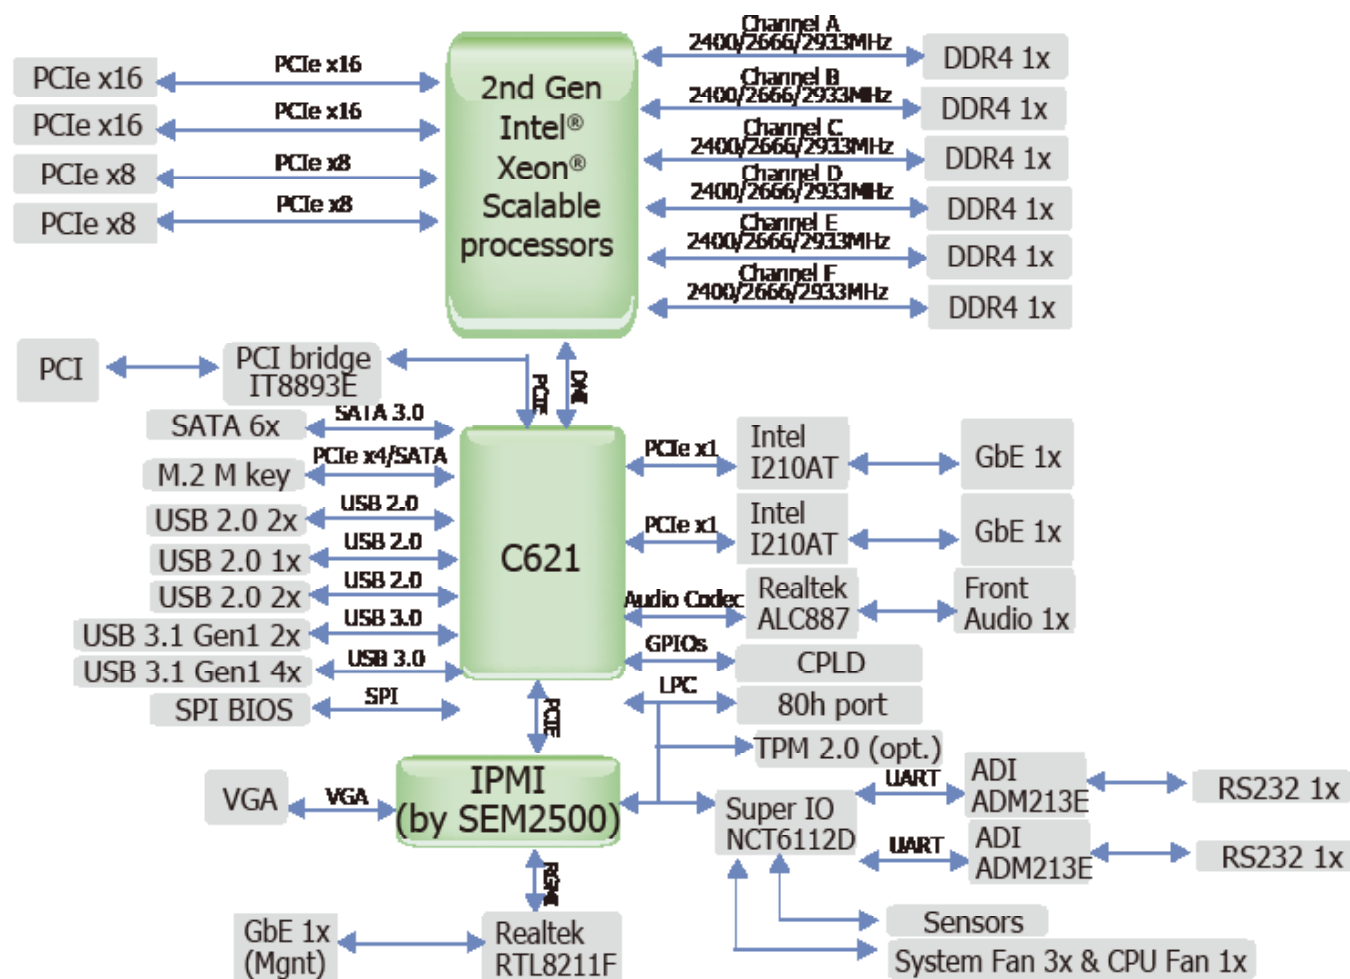 Channel A
2400/2666/2933MHz
DDR4 1x
PCIe x16
PCIe x16
2nd Gen
Intel®
Xeon®
Scalable
processors
Channel B
2400/2666/2933MHz
DDR4 1x
PCIe x16
PCIe x16
Channel C
2400/2666/2933MHz
DDR4 1x
PCIe x8
PCIe x8
Channel D
2400/2666/2933MHz
DDR4 1x
PCIe x8
PCIe x8
Channel E
2400/2666/2933MHz
DDR4 1x
Channel F
2400/2666/2933MHz
DDR4 1x
PCI
PCI bridge
IT8893E
PCIE
DMI
SATA 6x
SATA 3.0
M.2 M key
PCIe x4/SATA
USB 2.0 2x
USB 2.0
USB 2.0 1x
USB 2.0
USB 2.0 2x
USB 2.0
USB 3.1 Gen1 2x
USB 3.0
USB 3.1 Gen1 4x
USB 3.0
SPI BIOS
SPI
C621
PCIe x1
Intel
I210AT
GbE 1x
PCIe x1
Intel
I210AT
GbE 1x
Audio Codec
Realtek
ALC887
Front
Audio 1x
GPIOs
CPLD
LPC
80h port
TPM 2.0 (opt.)
PCIE
VGA
VGA
IPMI
(by SEM2500)
Super IO
NCT6112D
UART
ADI
ADM213E
RS232 1x
UART
ADI
ADM213E
RS232 1x
RGMII
GbE 1x
(Mgnt)
Realtek
RTL8211F
Sensors
System Fan 3x & CPU Fan 1x